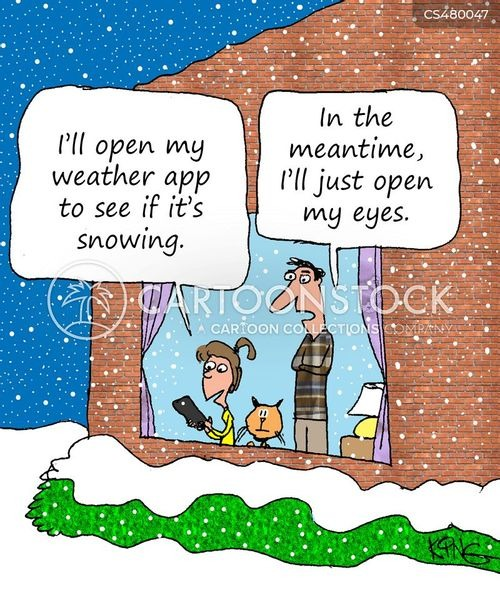 CS480047
I'll open my
weather app
to see if it's
snowing.
In the
meantime,
I'll just open
my eyes.
CARTOONSTOCK
CARTOON COLLECTIONS COMPANY
KING